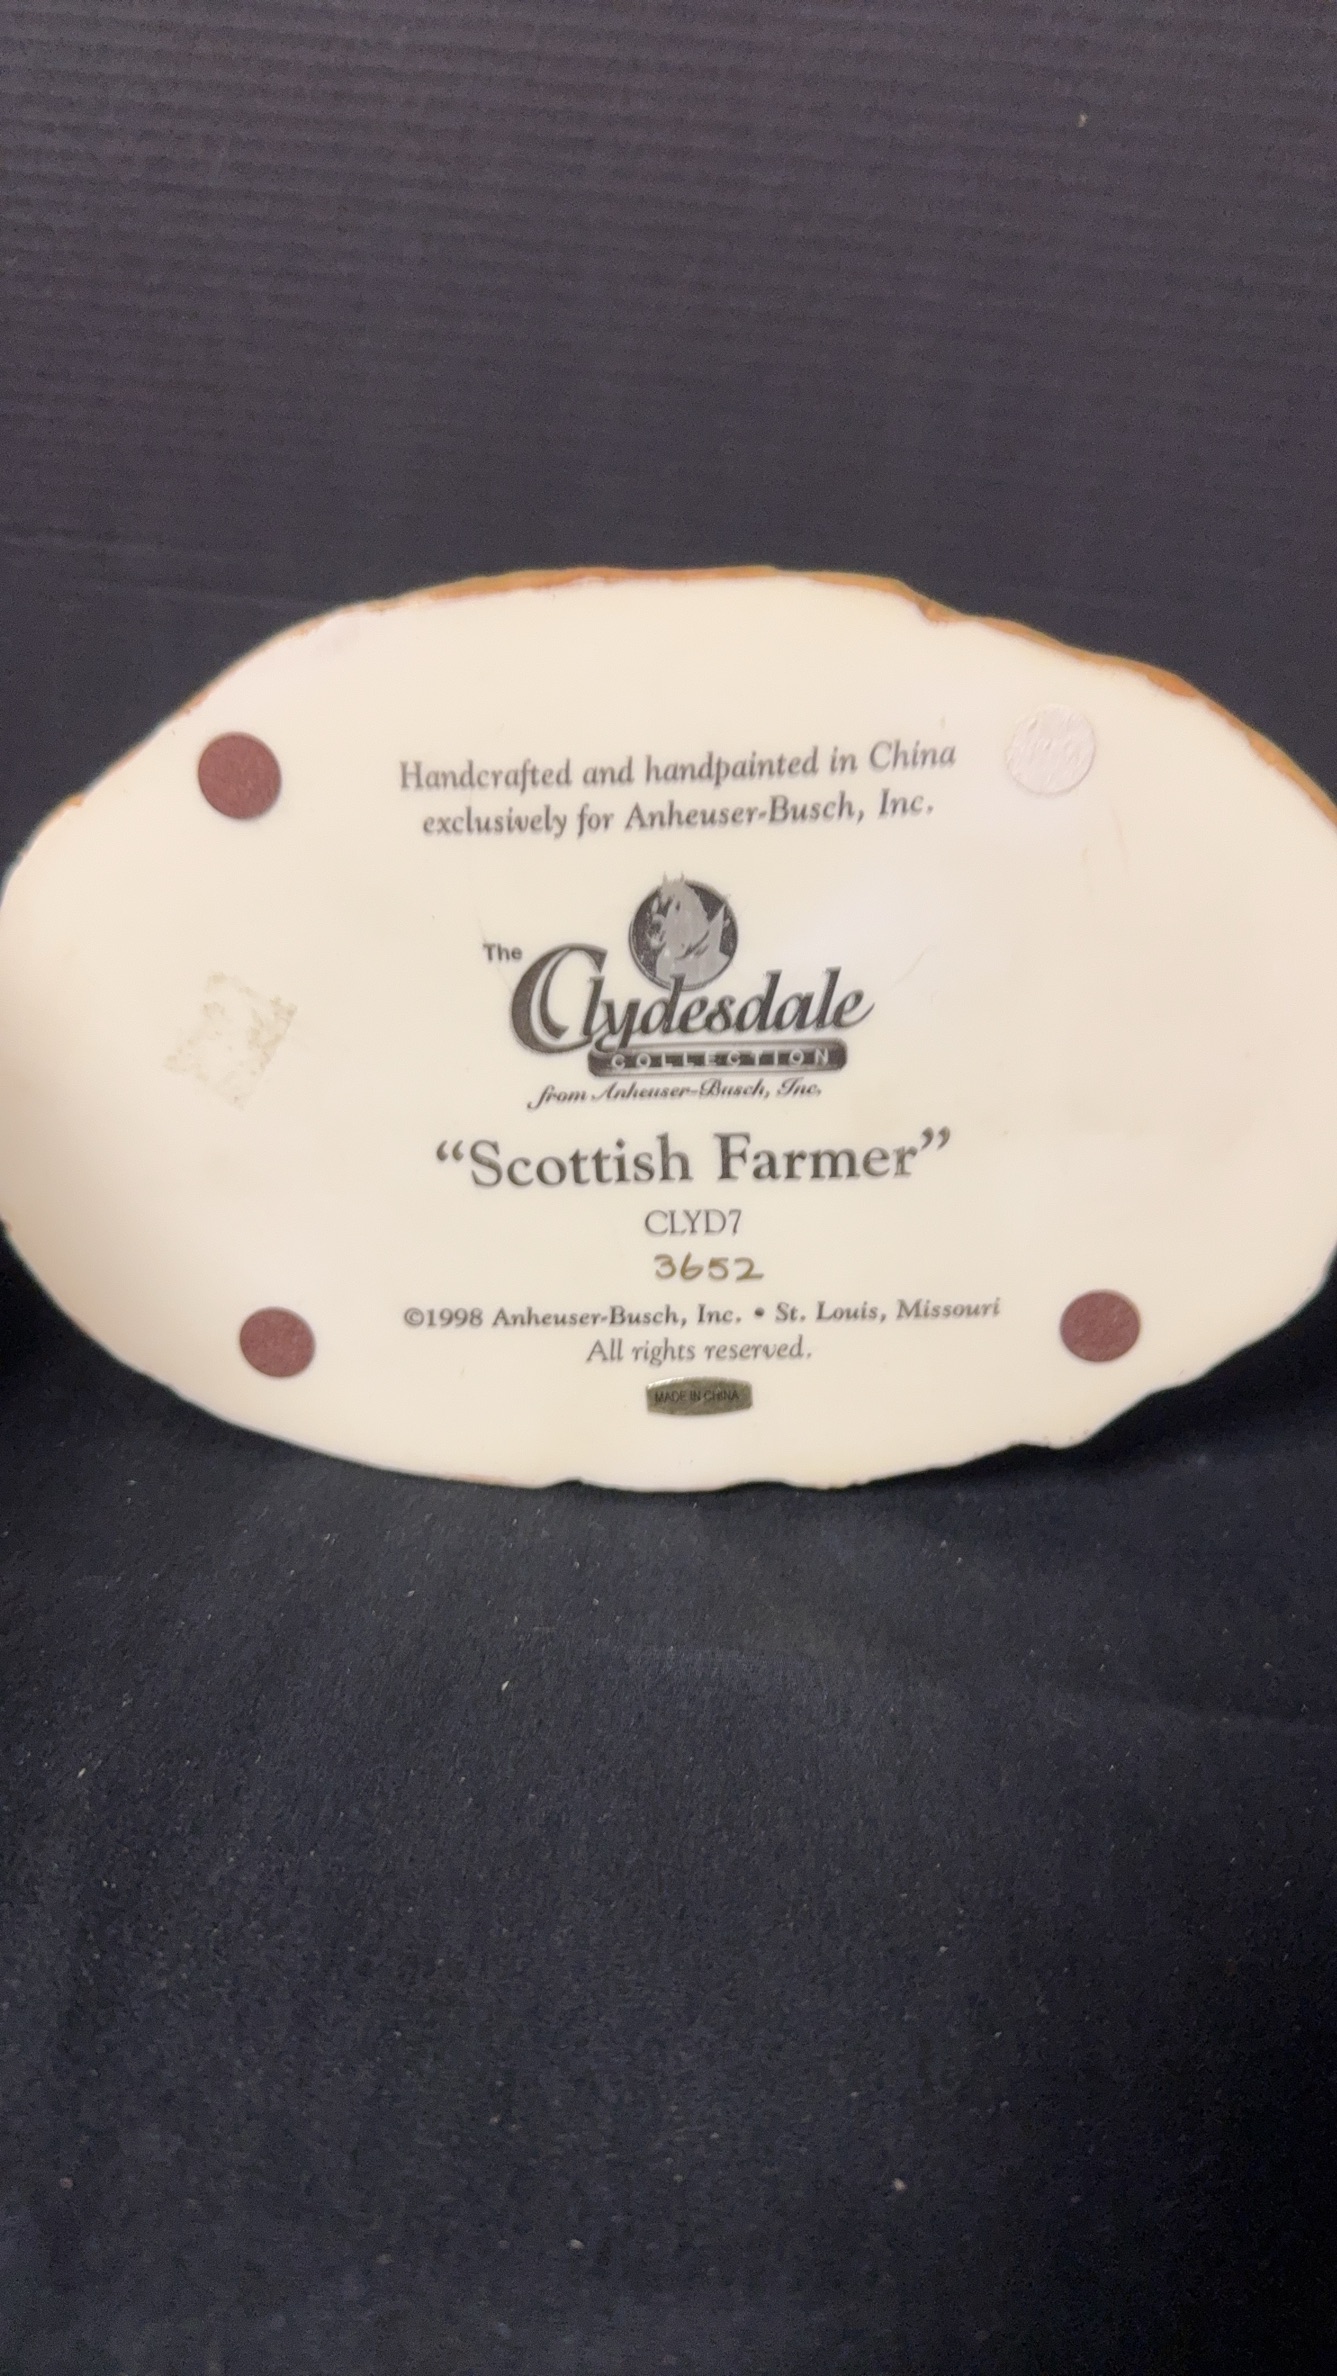 Handcrafted and handpainted in China
exclusively for Anheuser-Busch, Inc.
The
Clydesdale
COLLECTION
from Anheuser-Busch, Inc.
“Scottish Farmer”
CLYD7
3652
©1998 Anheuser-Busch, Inc. • St. Louis, Missouri
All rights reserved.
MADE IN CHINA